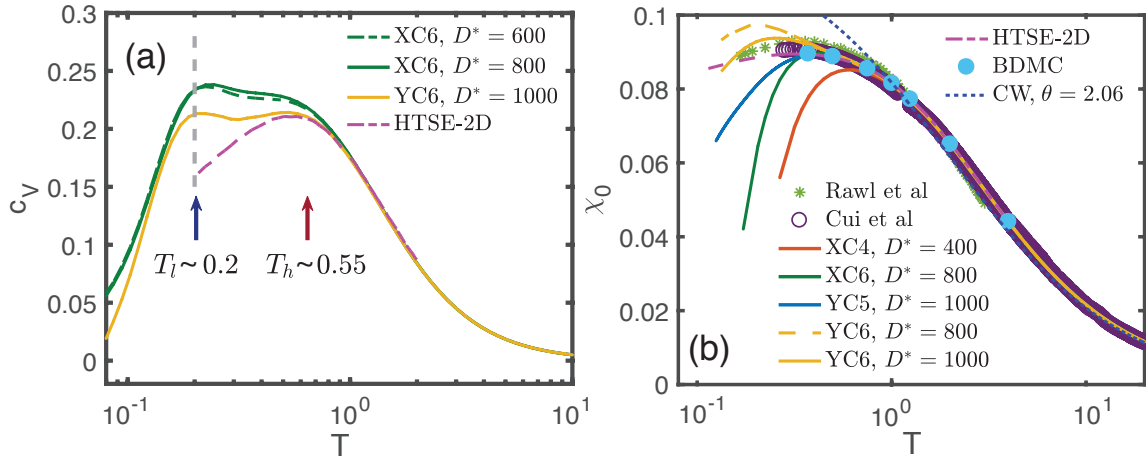 (a)
XC6, D* = 600
XC6, D* = 800
YC6, D* = 1000
HTSE-2D
0.3
0.25
0.2
0.15
0.1
0.05
0
c_V
T_l ~ 0.2
T_h ~ 0.55
10^-1
10^0
10^1
T
0.1
0.08
0.06
0.04
0.02
0
χ_0
HTSE-2D
BDMC
CW, θ = 2.06
Rawl et al
Cui et al
XC4, D* = 400
XC6, D* = 800
YC5, D* = 1000
YC6, D* = 800
YC6, D* = 1000
(b)
10^-1
10^0
10^1
T